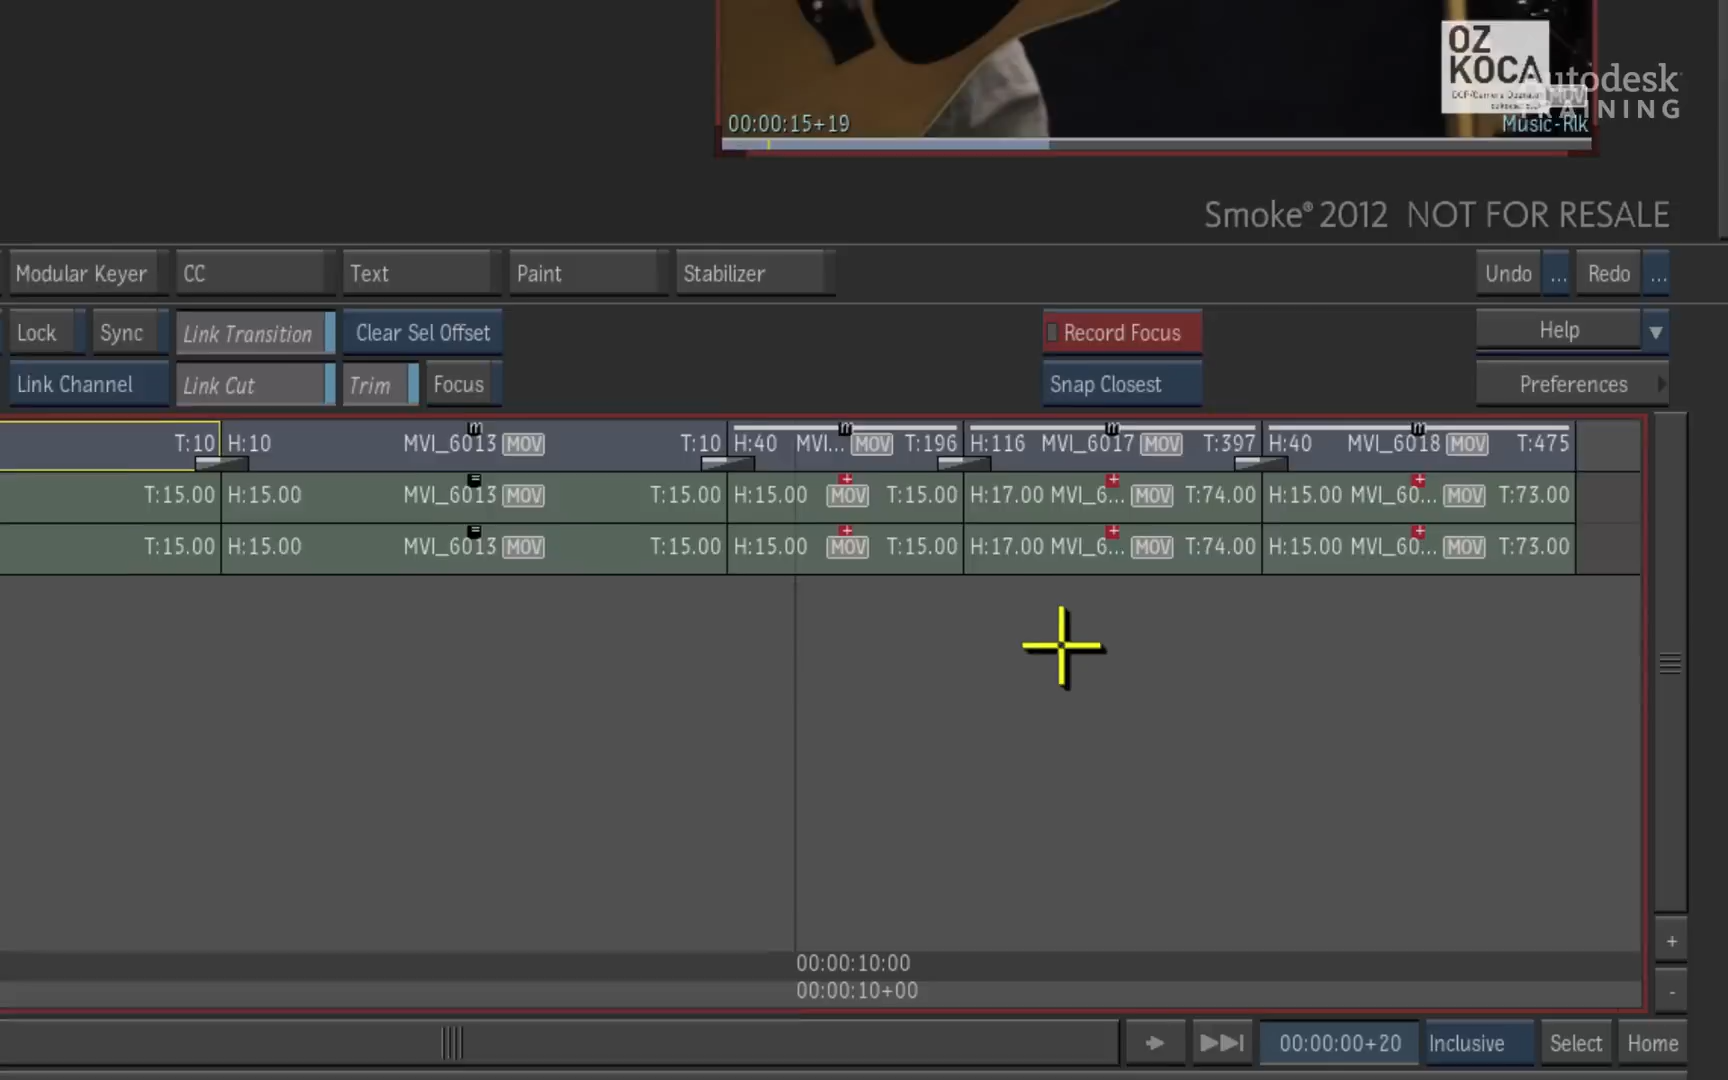 OZ
KOCA
Autodesk
TRAINING
MOV
00:00:15+19
Music-Rlk
Smoke® 2012 NOT FOR RESALE
Modular Keyer CC Text Paint Stabilizer Undo ... Redo ...
Lock Sync Link Transition Clear Sel Offset Record Focus Help
Link Channel Link Cut Trim Focus Snap Closest Preferences
T:10 H:10 MVI_6013 MOV T:10 H:40 MVI... MOV T:196 H:116 MVI_6017 MOV T:397 H:40 MVI_6018 MOV T:475
T:15.00 H:15.00 MVI_6013 MOV T:15.00 H:15.00 MOV T:15.00 H:17.00 MVI_6... MOV T:74.00 H:15.00 MVI_60... MOV T:73.00
T:15.00 H:15.00 MVI_6013 MOV T:15.00 H:15.00 MOV T:15.00 H:17.00 MVI_6... MOV T:74.00 H:15.00 MVI_60... MOV T:73.00
00:00:10:00
00:00:10+00
+
-
00:00:00+20 Inclusive Select Home